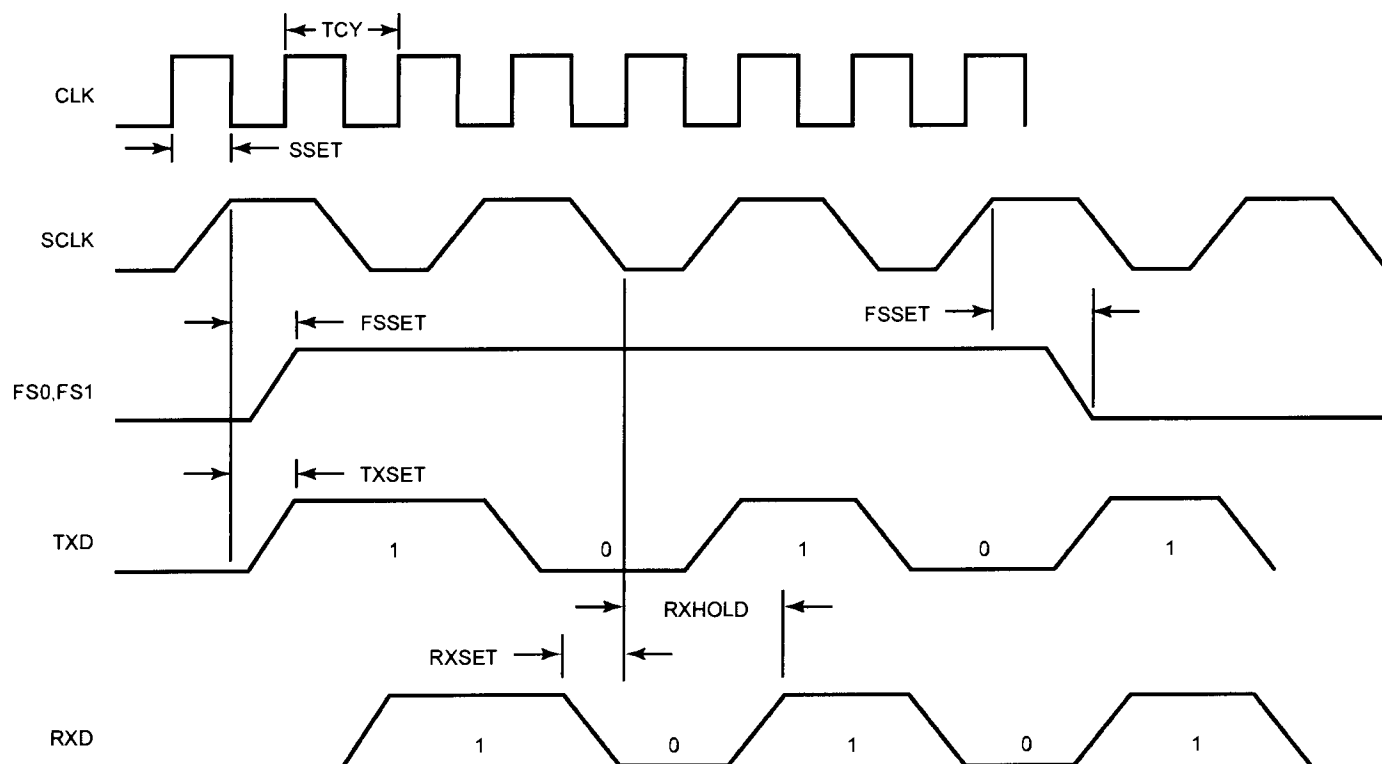 TCY
CLK
SSET
SCLK
FSSET
FSSET
FS0,FS1
TXSET
TXD
1
0
1
0
1
RXHOLD
RXSET
RXD
1
0
1
0
1